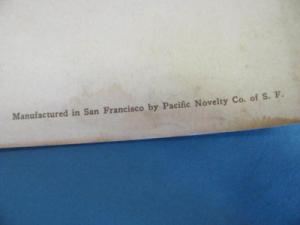 Manufactured in San Francisco by Pacific Novelty Co. of S. F.